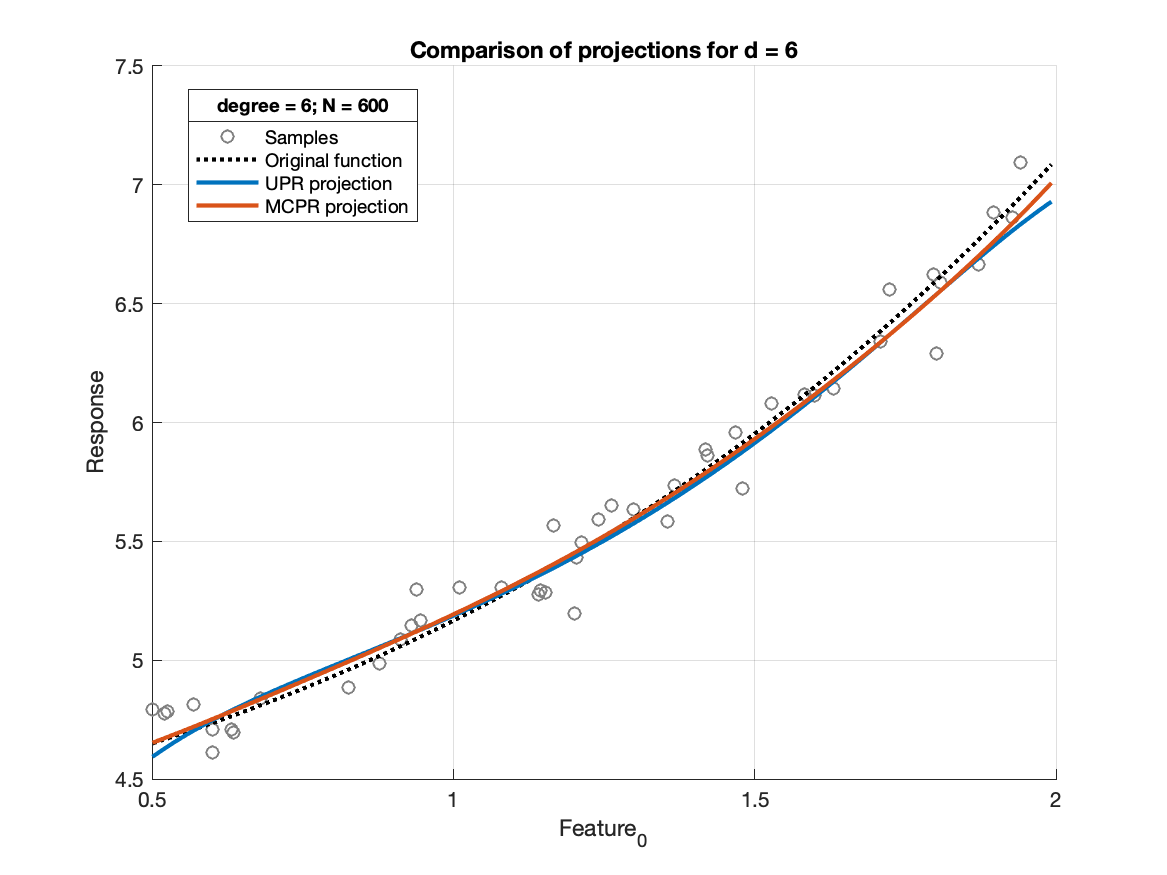 Comparison of projections for d = 6
7.5
7
6.5
6
5.5
5
4.5
Response
degree = 6; N = 600
Samples
Original function
UPR projection
MCPR projection
0.5
1
1.5
2
Feature0